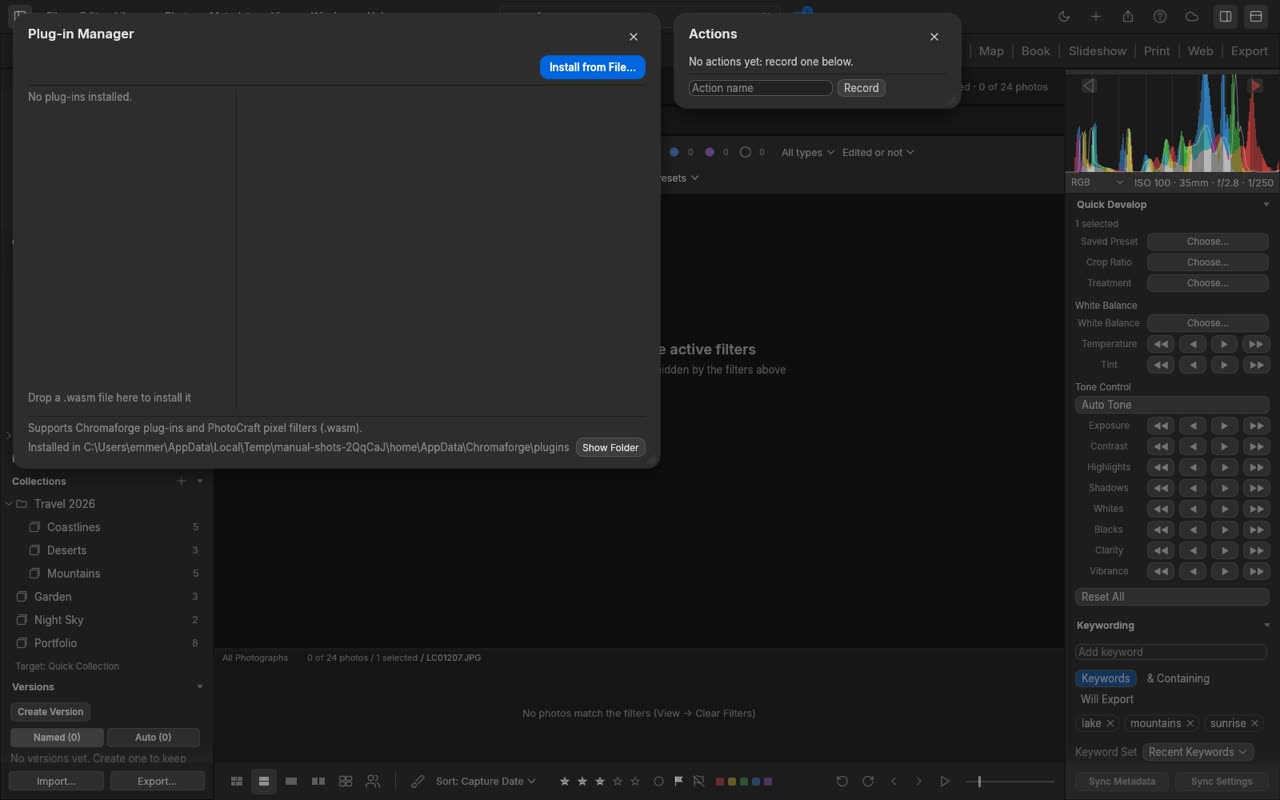 Plug-in Manager
Install from File...
No plug-ins installed.
Drop a .wasm file here to install it
Supports Chromaforge plug-ins and PhotoCraft pixel filters (.wasm).
Installed in C:\Users\emmer\AppData\Local\Temp\manual-shots-2QqCaJ\home\AppData\Chromaforge\plugins
Show Folder
Actions
No actions yet: record one below.
Action name
Record
Map | Book | Slideshow | Print | Web | Export
0 of 24 photos
0 0 0 All types Edited or not
e active filters
hidden by the filters above
RGB ISO 100 · 35mm · f/2.8 · 1/250
Quick Develop
1 selected
Saved Preset Choose...
Crop Ratio Choose...
Treatment Choose...
White Balance
White Balance Choose...
Temperature
Tint
Tone Control
Auto Tone
Exposure
Contrast
Highlights
Shadows
Whites
Blacks
Clarity
Vibrance
Reset All
Keywording
Add keyword
Keywords & Containing
Will Export
lake mountains sunrise
Keyword Set Recent Keywords
Sync Metadata Sync Settings
Collections
Travel 2026
Coastlines 5
Deserts 3
Mountains 5
Garden 3
Night Sky 2
Portfolio 8
Target: Quick Collection
Versions
Create Version
Named (0) Auto (0)
No versions yet. Create one to keep
Import... Export...
All Photographs 0 of 24 photos / 1 selected / LC01207.JPG
No photos match the filters (View → Clear Filters)
Sort: Capture Date